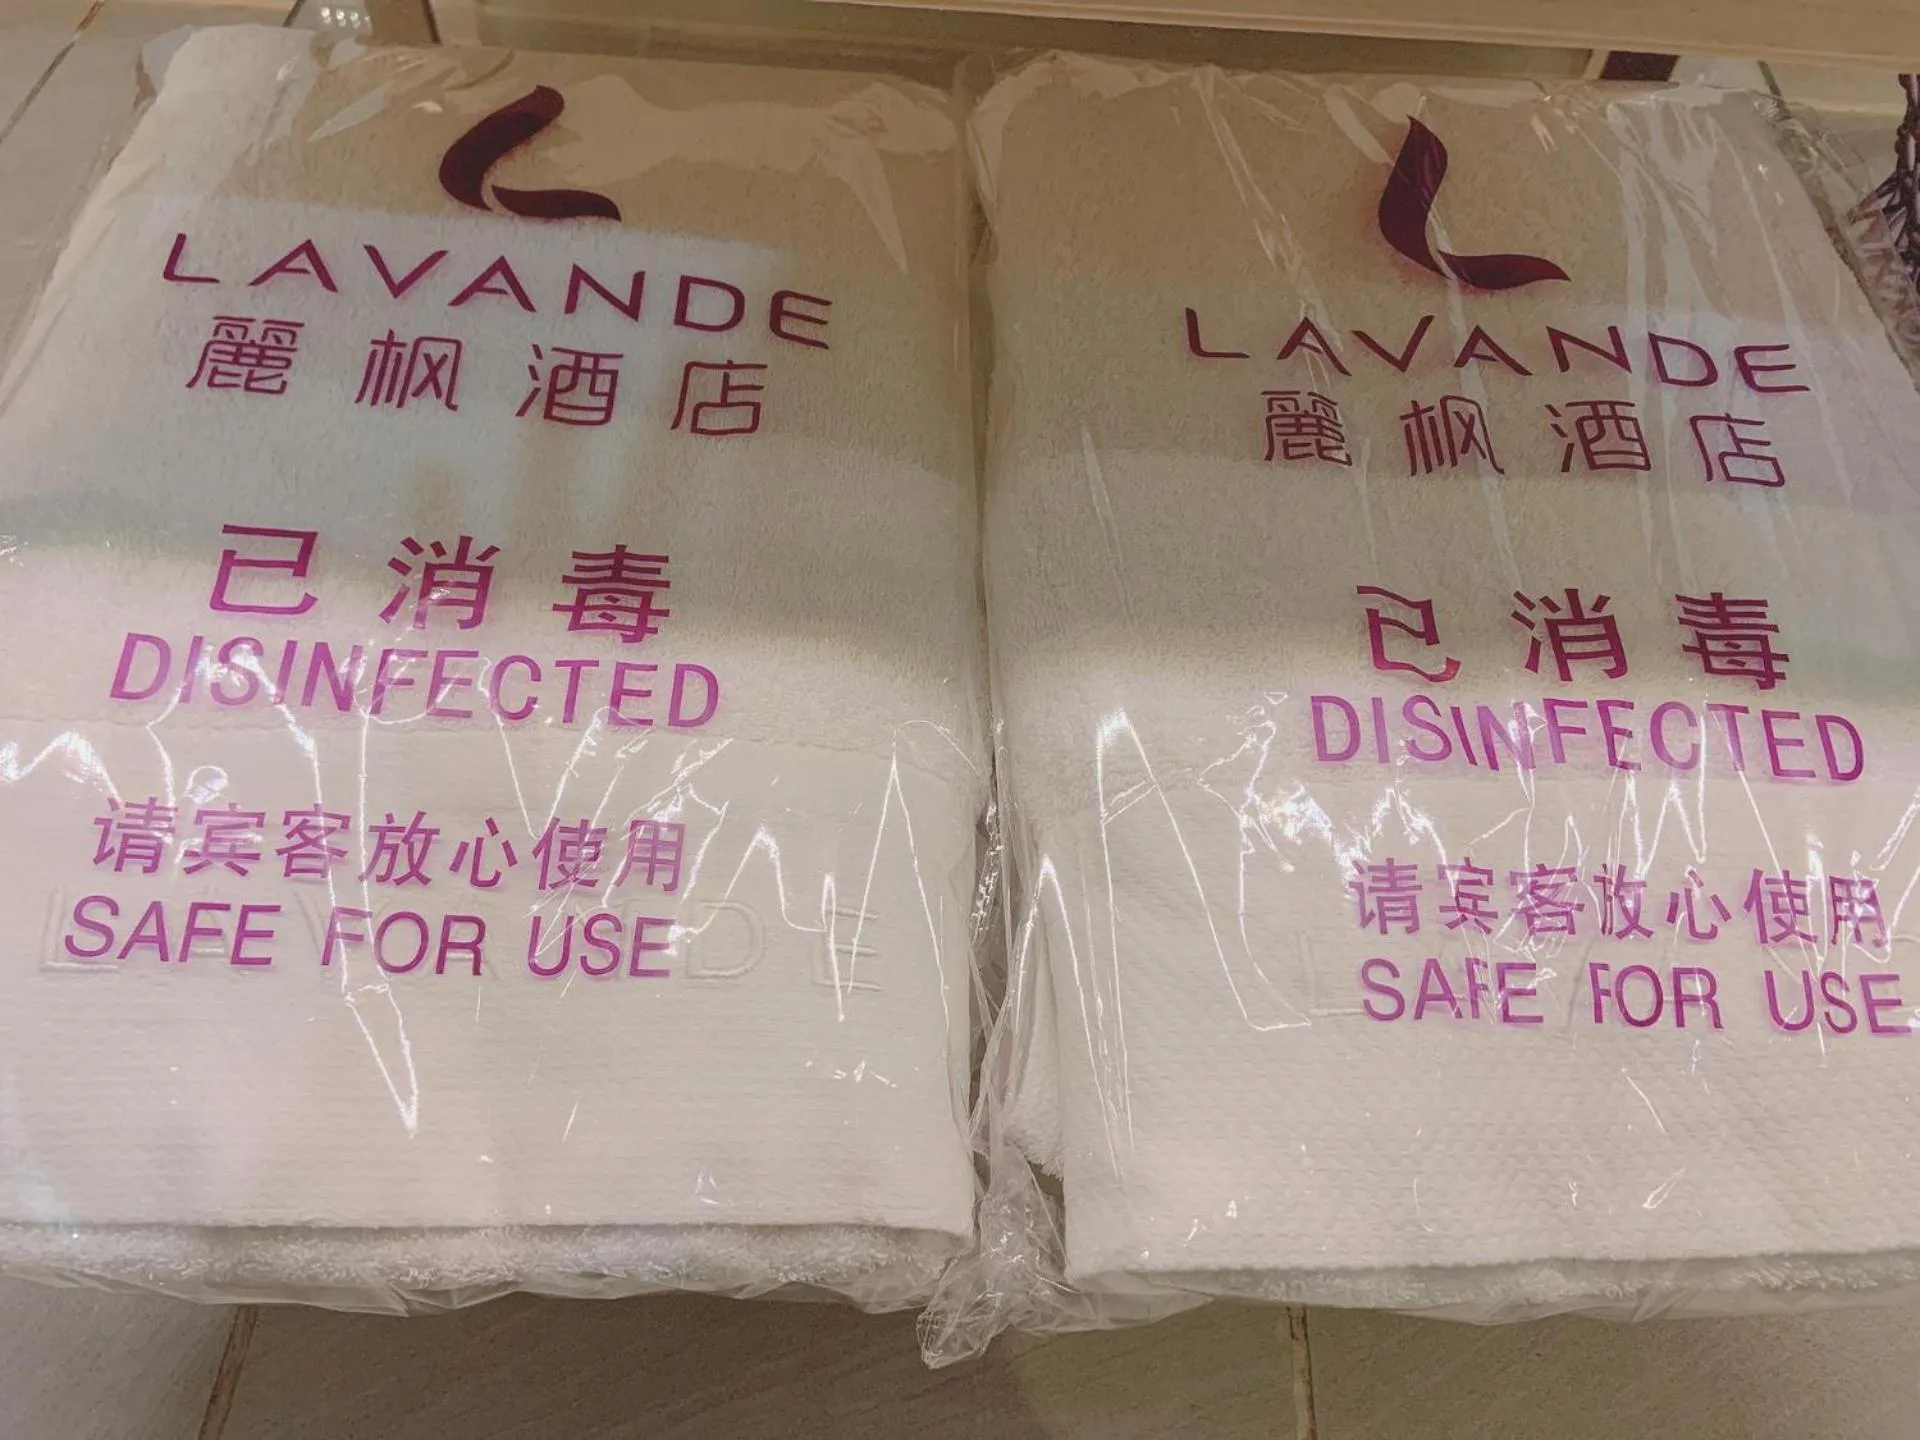 LAVANDE
麗枫酒店
已消毒
DISINFECTED
请宾客放心使用
SAFE FOR USE
LAVANDE
LAVANDE
麗枫酒店
已消毒
DISINFECTED
请宾客放心使用
SAFE FOR USE